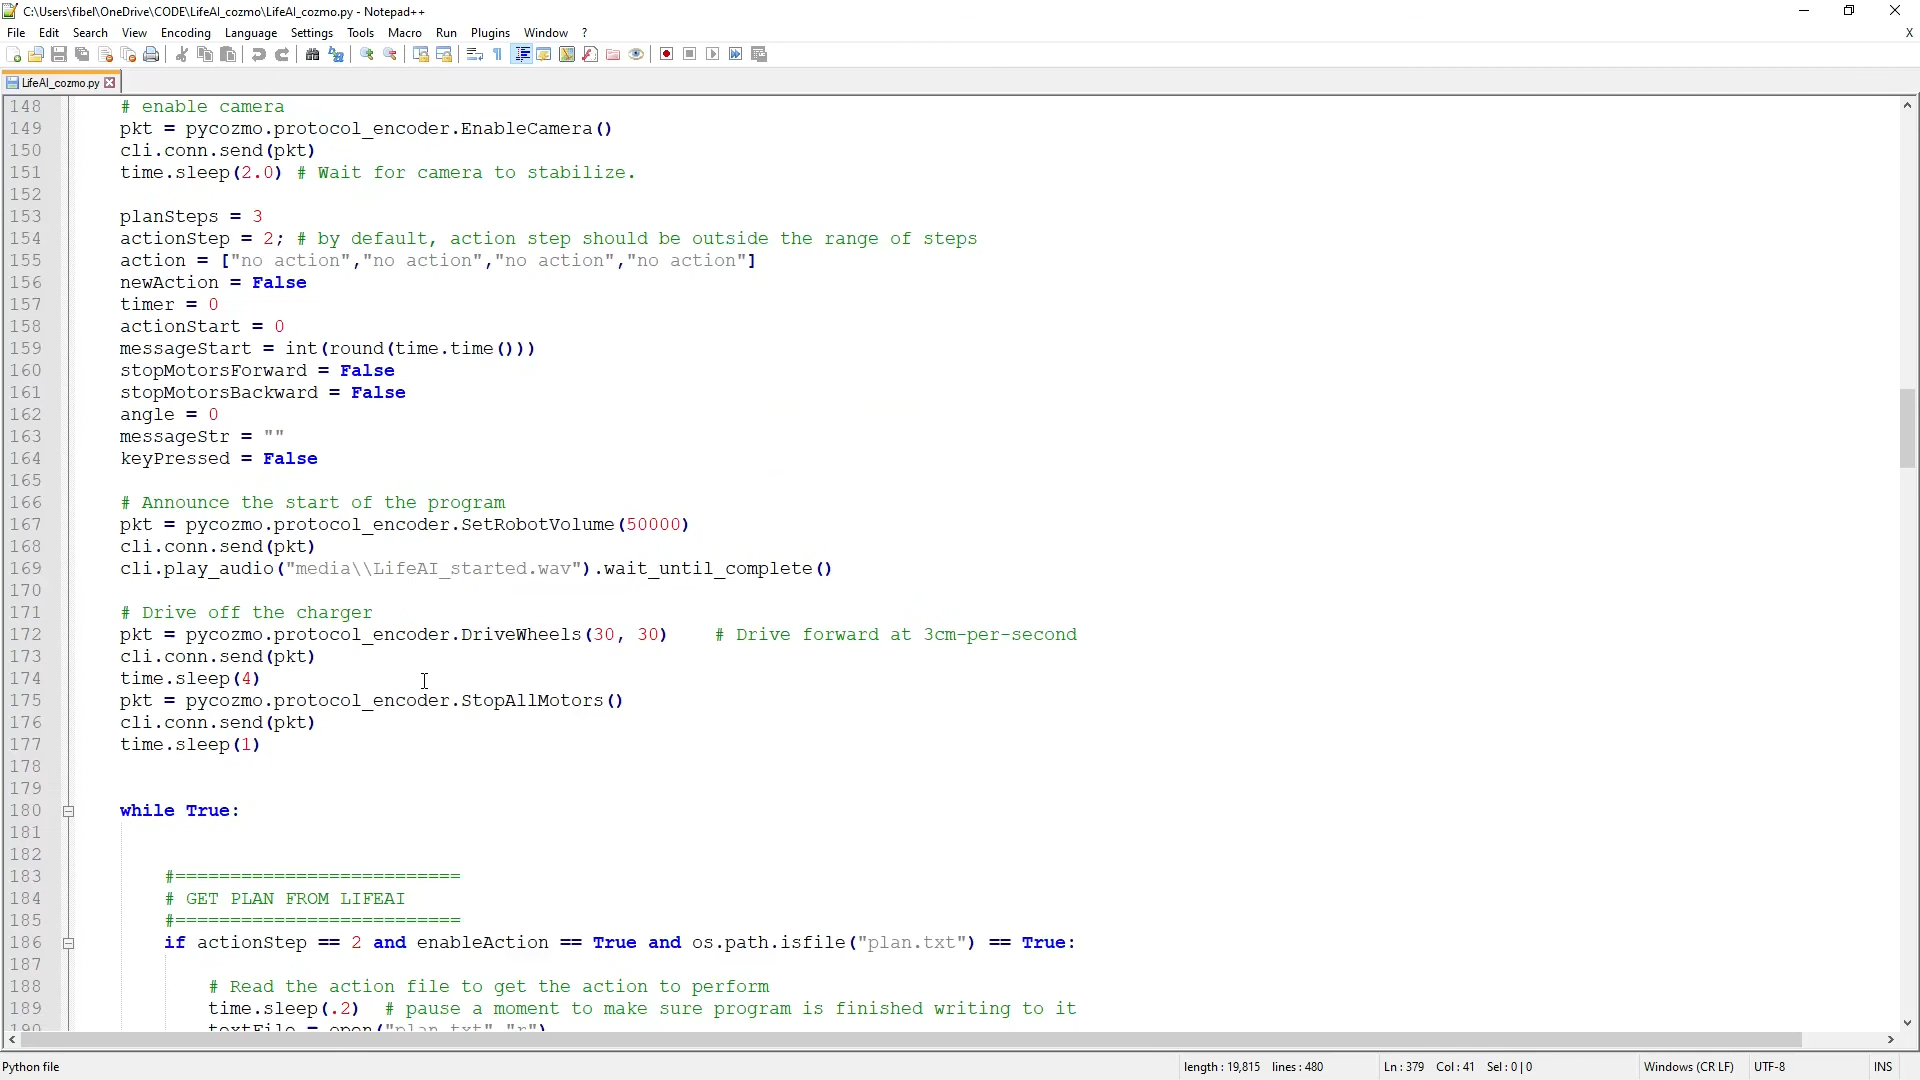 C:\Users\fibel\OneDrive\CODE\LifeAI_cozmo\LifeAI_cozmo.py - Notepad++
File Edit Search View Encoding Language Settings Tools Macro Run Plugins Window ? X
LifeAI_cozmo.py
148 # enable camera
149 pkt = pycozmo.protocol_encoder.EnableCamera()
150 cli.conn.send(pkt)
151 time.sleep(2.0) # Wait for camera to stabilize.
152
153 planSteps = 3
154 actionStep = 2; # by default, action step should be outside the range of steps
155 action = ["no action","no action","no action","no action"]
156 newAction = False
157 timer = 0
158 actionStart = 0
159 messageStart = int(round(time.time()))
160 stopMotorsForward = False
161 stopMotorsBackward = False
162 angle = 0
163 messageStr = ""
164 keyPressed = False
165
166 # Announce the start of the program
167 pkt = pycozmo.protocol_encoder.SetRobotVolume(50000)
168 cli.conn.send(pkt)
169 cli.play_audio("media\\LifeAI_started.wav").wait_until_complete()
170
171 # Drive off the charger
172 pkt = pycozmo.protocol_encoder.DriveWheels(30, 30) # Drive forward at 3cm-per-second
173 cli.conn.send(pkt)
174 time.sleep(4)
175 pkt = pycozmo.protocol_encoder.StopAllMotors()
176 cli.conn.send(pkt)
177 time.sleep(1)
178
179
180 while True:
181
182
183 #==========================
184 # GET PLAN FROM LIFEAI
185 #==========================
186 if actionStep == 2 and enableAction == True and os.path.isfile("plan.txt") == True:
187
188 # Read the action file to get the action to perform
189 time.sleep(.2) # pause a moment to make sure program is finished writing to it
190 textFile = open("plan.txt","r")
Python file length : 19,815 lines : 480 Ln : 379 Col : 41 Sel : 0 | 0 Windows (CR LF) UTF-8 INS